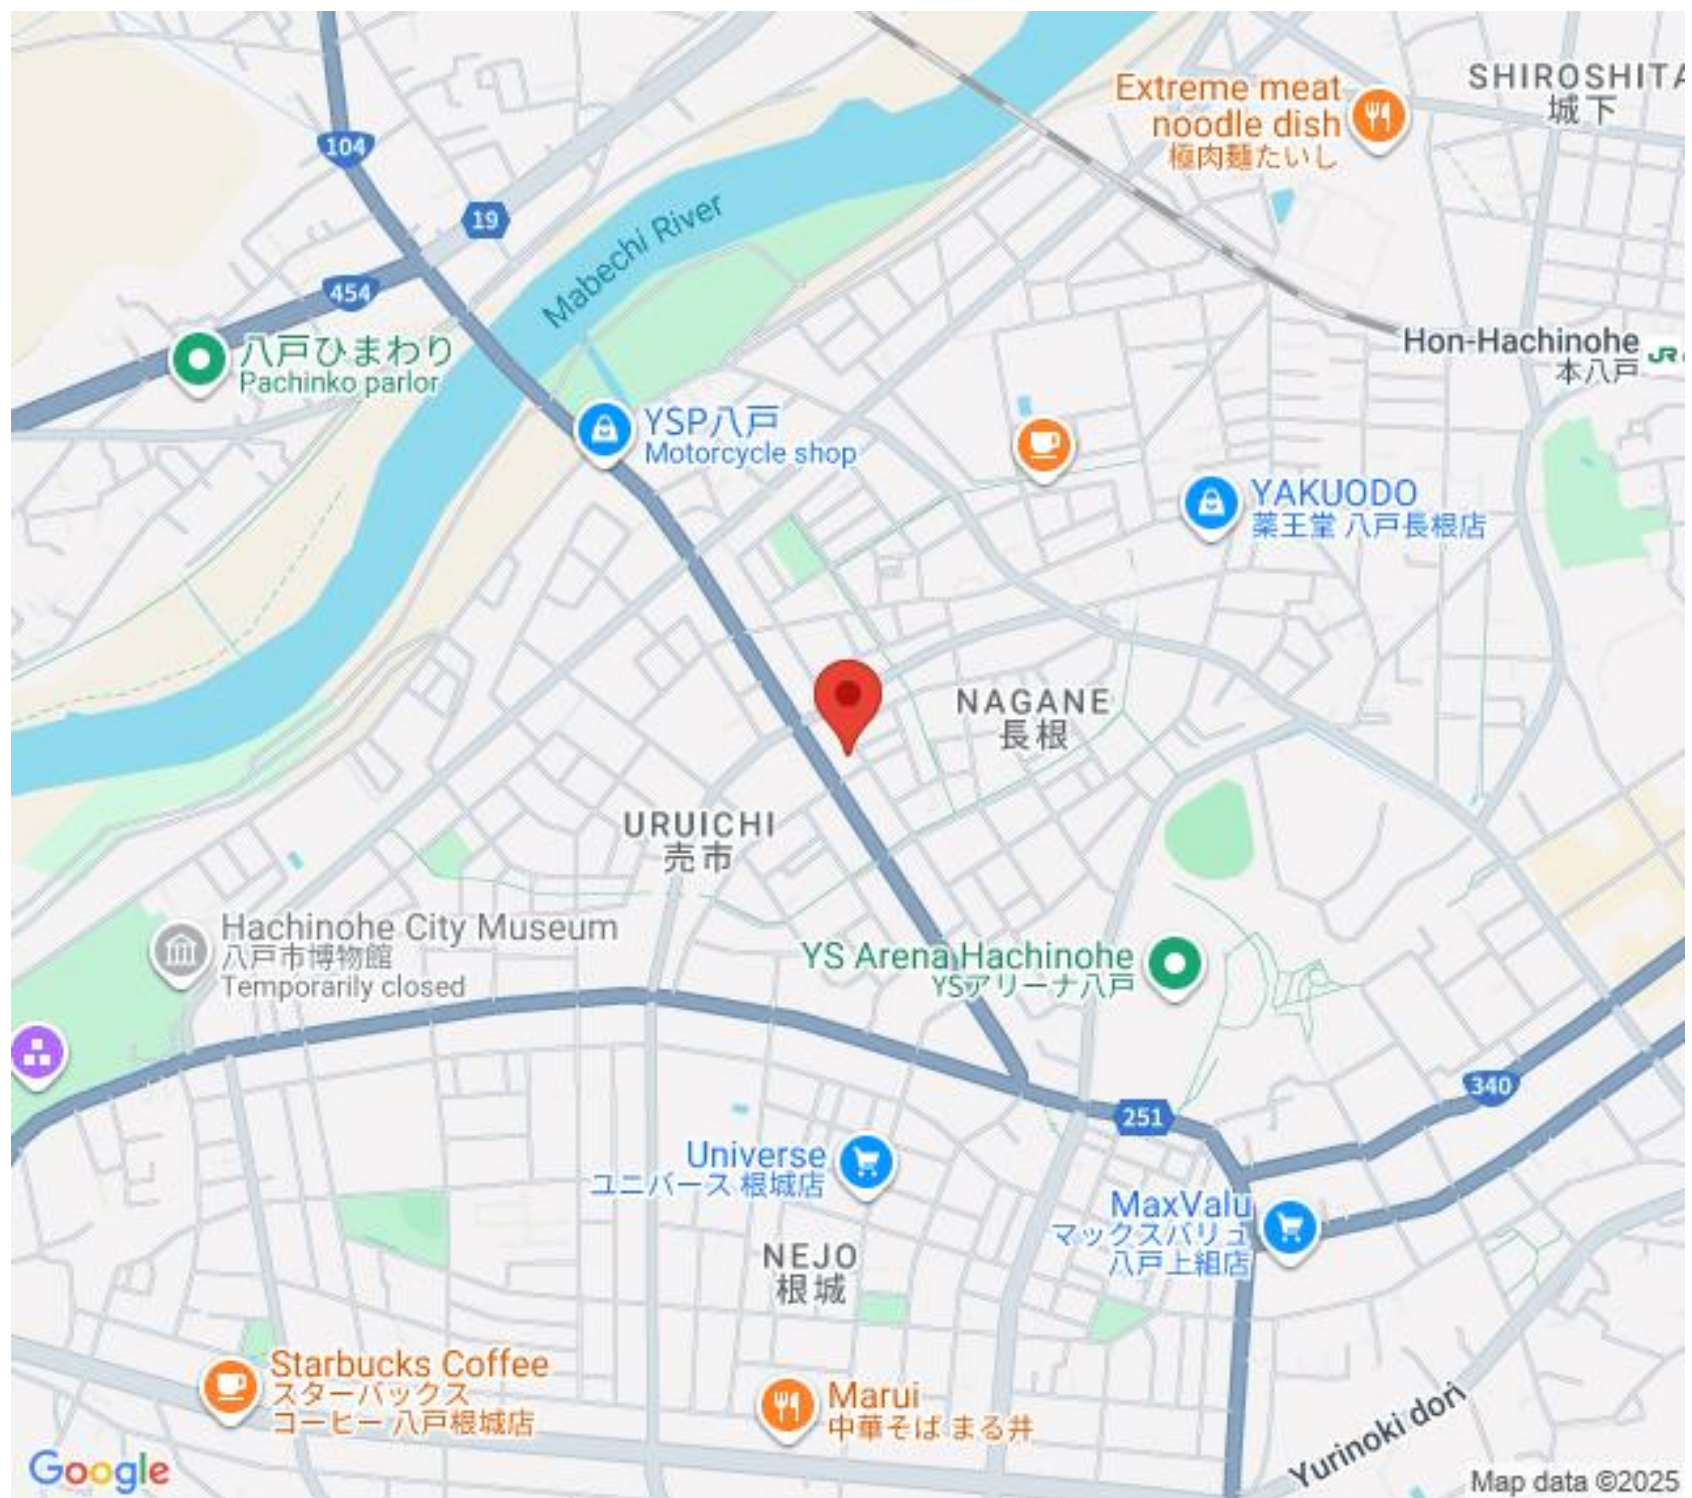 SHIROSHITA
城下
Extreme meat
noodle dish
極肉麺たいし
104
19
Mabechi River
454
八戸ひまわり
Pachinko parlor
Hon-Hachinohe
本八戸
JR
YSP八戸
Motorcycle shop
YAKUODO
薬王堂 八戸長根店
NAGANE
長根
URUICHI
売市
Hachinohe City Museum
八戸市博物館
Temporarily closed
YS Arena Hachinohe
YSアリーナ八戸
340
251
Universe
ユニバース 根城店
MaxValu
マックスバリュ
八戸上組店
NEJO
根城
Starbucks Coffee
スターバックス
コーヒー 八戸根城店
Marui
中華そば まる井
Yurinoki dori
Google
Map data ©2025